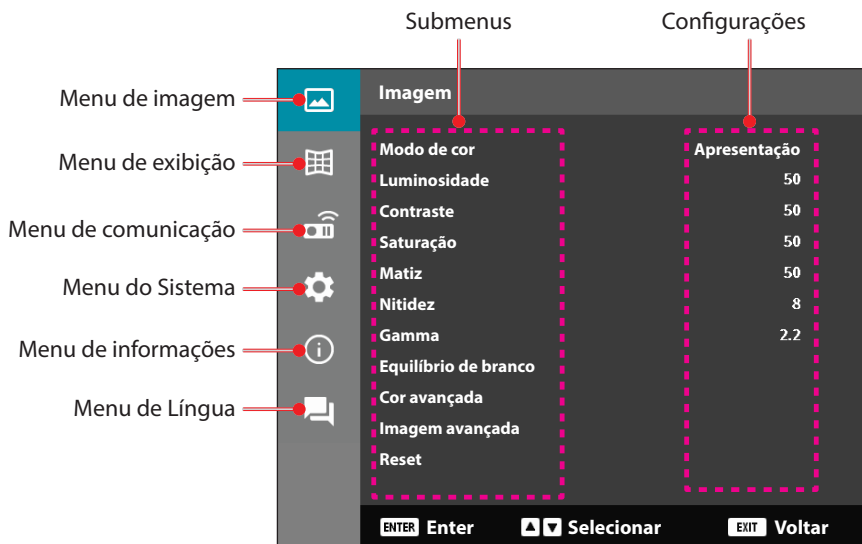 Submenus Configurações
Menu de imagem
Menu de exibição
Menu de comunicação
Menu do Sistema
Menu de informações
Menu de Língua
Imagem
Modo de cor Apresentação
Luminosidade 50
Contraste 50
Saturação 50
Matiz 50
Nitidez 8
Gamma 2.2
Equilíbrio de branco
Cor avançada
Imagem avançada
Reset
ENTER Enter Selecionar EXIT Voltar